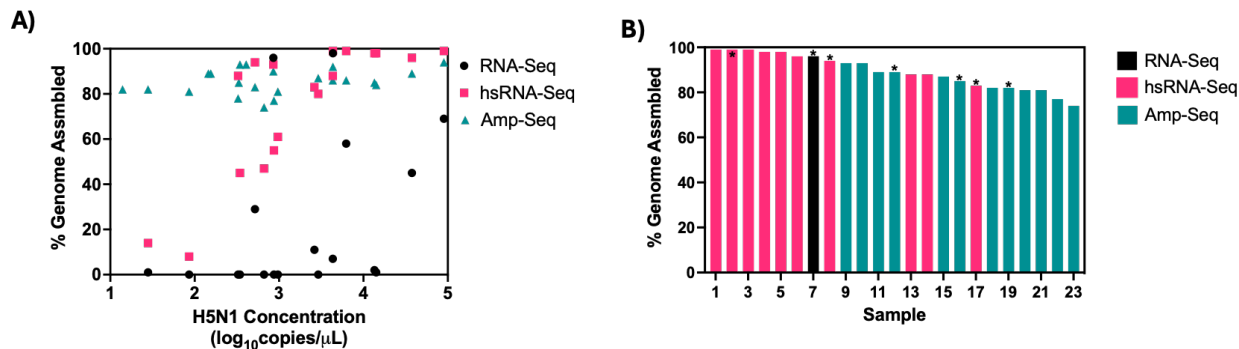 A)
% Genome Assmbled
100
80
60
40
20
0
1 2 3 4 5
H5N1 Concentration
(log10copies/μL)
RNA-Seq
hsRNA-Seq
Amp-Seq
B)
% Genome Assmbled
100
80
60
40
20
0
* * * * * * *
1 3 5 7 9 11 13 15 17 19 21 23
Sample
RNA-Seq
hsRNA-Seq
Amp-Seq